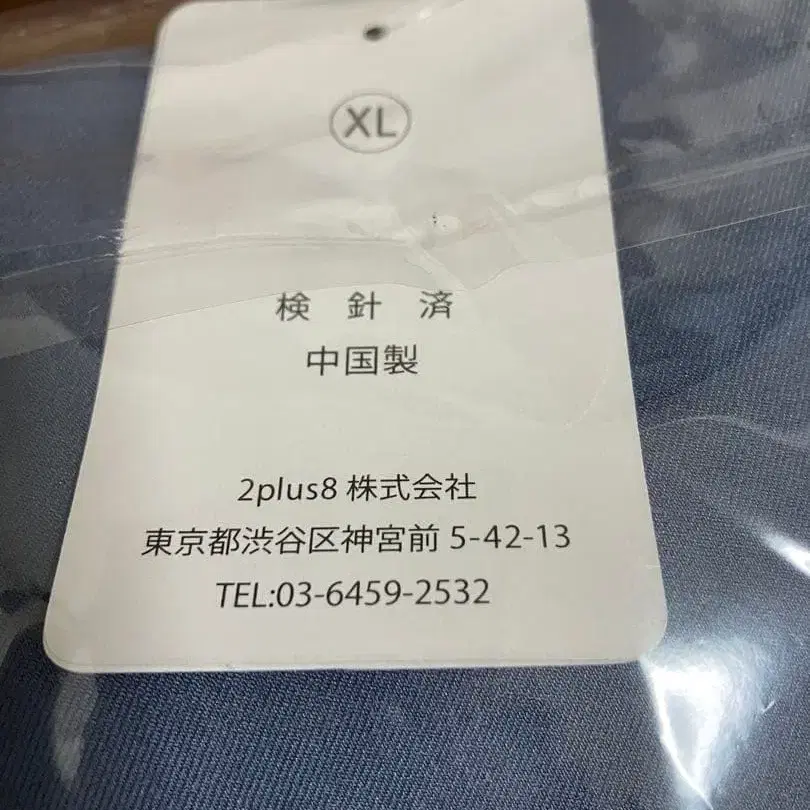 XL
検針済
中国製
2plus8 株式会社
東京都渋谷区神宮前 5-42-13
TEL:03-6459-2532